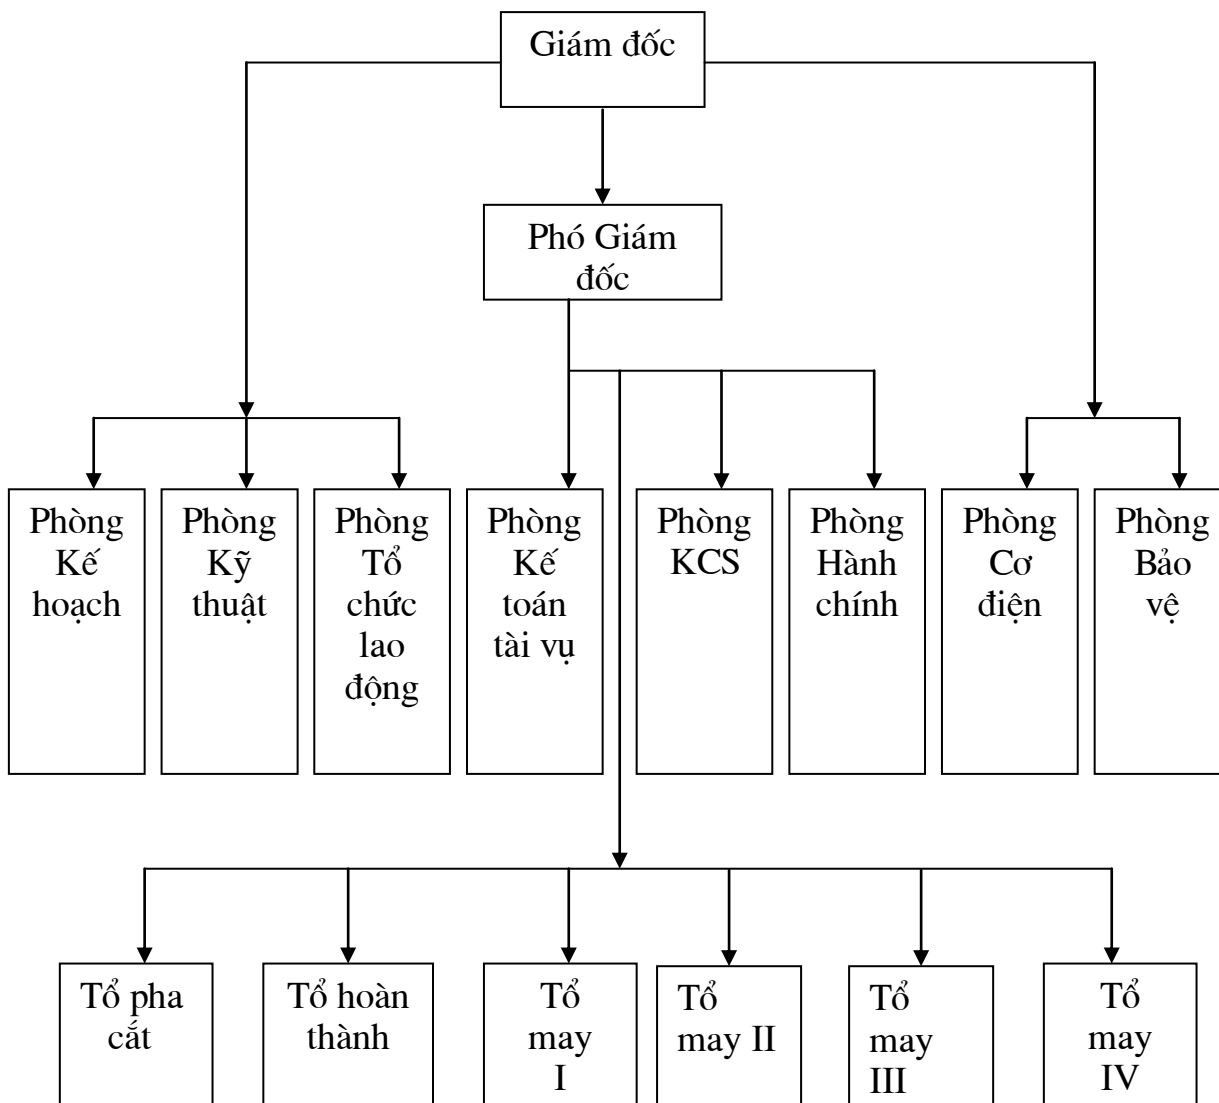 Giám đốc
Phó Giám
đốc
Phòng
Kế
hoạch
Phòng
Kỹ
thuật
Phòng
Tổ
chức
lao
động
Phòng
Kế
toán
tài vụ
Phòng
KCS
Phòng
Hành
chính
Phòng
Cơ
điện
Phòng
Bảo
vệ
Tổ pha
cắt
Tổ hoàn
thành
Tổ
may
I
Tổ
may II
Tổ
may
III
Tổ
may
IV